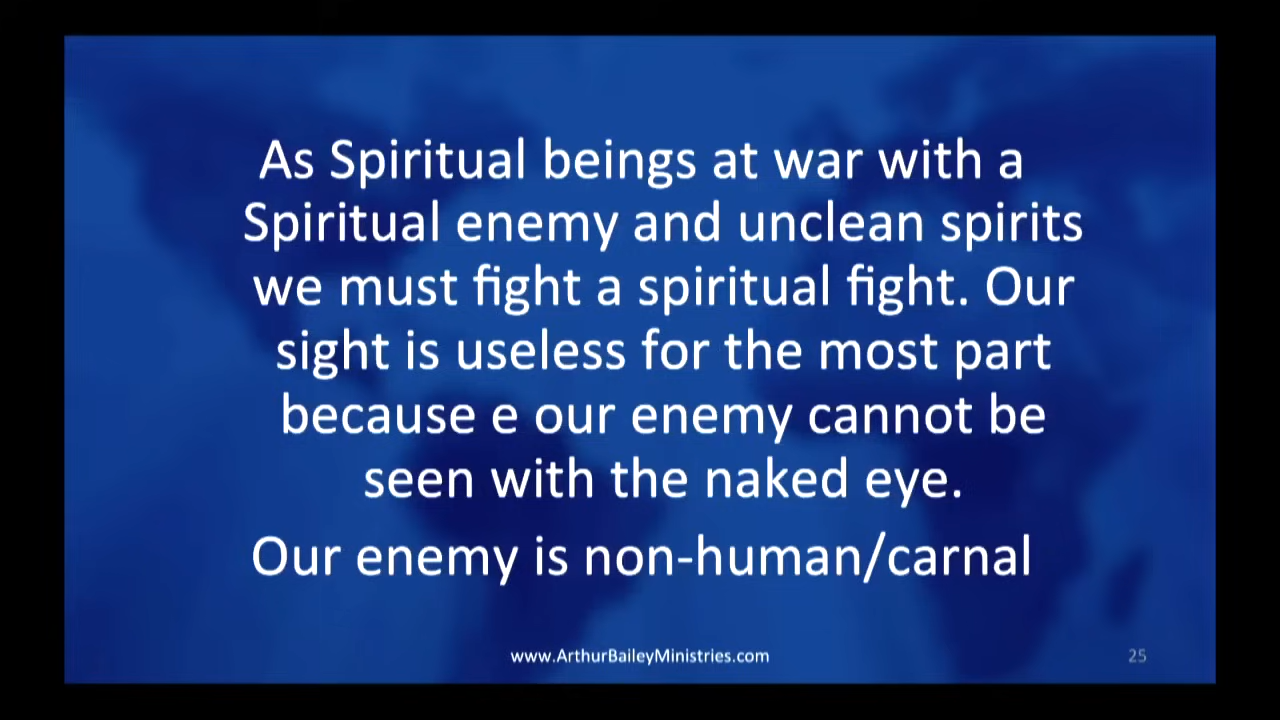 As Spiritual beings at war with a
Spiritual enemy and unclean spirits
we must fight a spiritual fight. Our
sight is useless for the most part
because e our enemy cannot be
seen with the naked eye.
Our enemy is non-human/carnal
www.ArthurBaileyMinistries.com
25